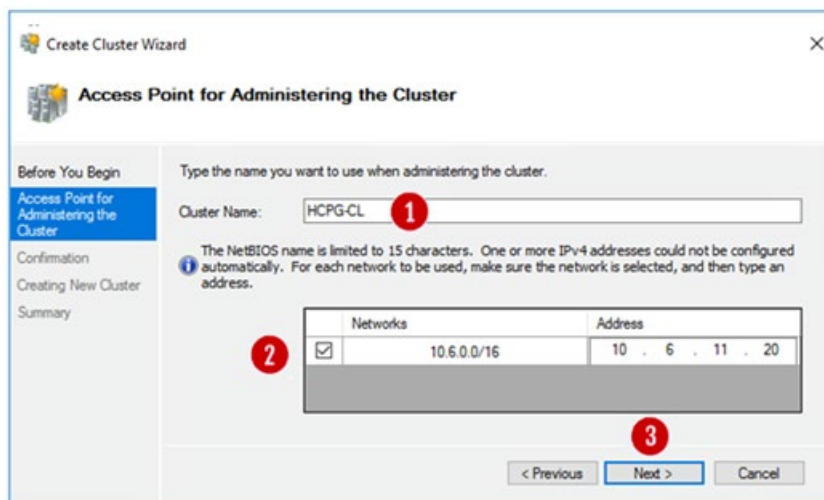 Create Cluster Wizard
Access Point for Administering the Cluster
Before You Begin
Access Point for
Administering the
Cluster
Confirmation
Creating New Cluster
Summary
Type the name you want to use when administering the cluster.
Cluster Name: HCPG-CL 1
The NetBIOS name is limited to 15 characters. One or more IPv4 addresses could not be configured
automatically. For each network to be used, make sure the network is selected, and then type an
address.
Networks Address
2 10.6.0.0/16 10 . 6 . 11 . 20
3
< Previous Next > Cancel